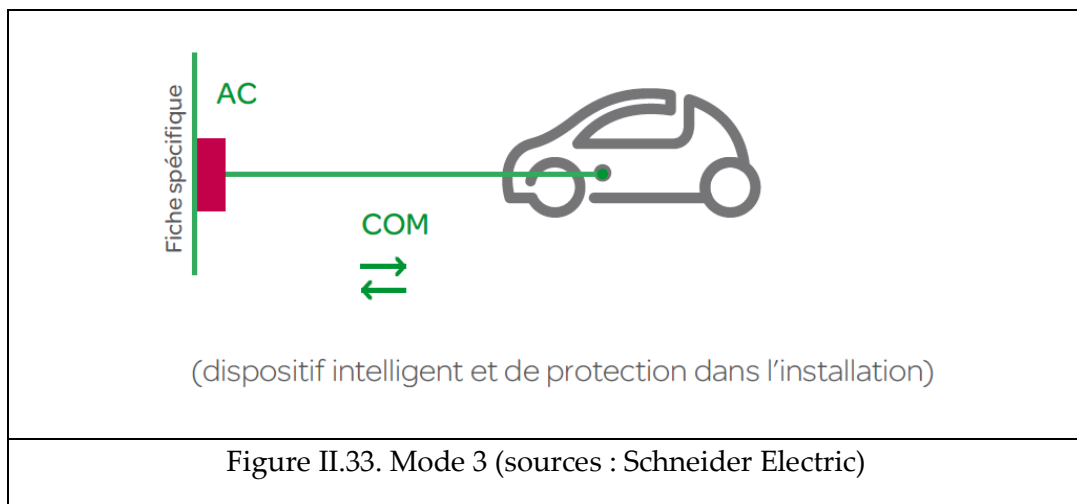 Fiche spécifique
AC
COM
(dispositif intelligent et de protection dans l'installation)
Figure II.33. Mode 3 (sources : Schneider Electric)